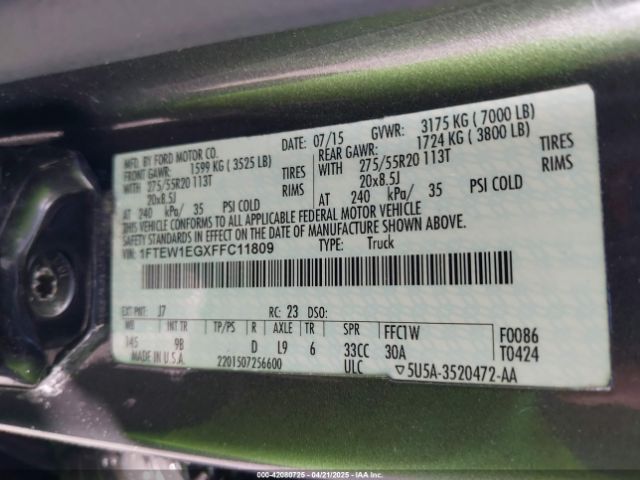 MFD. BY FORD MOTOR CO.
DATE: 07/15 GVWR: 3175 KG ( 7000 LB)
FRONT GAWR: 1599 KG ( 3525 LB)
REAR GAWR: 1724 KG ( 3800 LB)
WITH 275/55R20 113T TIRES
WITH 275/55R20 113T TIRES
20x8.5J RIMS
20x8.5J RIMS
AT 240 kPa/ 35 PSI COLD
AT 240 kPa/ 35 PSI COLD
THIS VEHICLE CONFORMS TO ALL APPLICABLE FEDERAL MOTOR VEHICLE
SAFETY STANDARDS IN EFFECT ON THE DATE OF MANUFACTURE SHOWN ABOVE.
VIN: 1FTEW1EGXFFC11809 TYPE: Truck
EXT PNT: J7 RC: 23 DSO:
WB INT TR TP/PS R AXLE TR SPR FFC1W F0086
145 9B D L9 6 33CC 30A T0424
MADE IN U.S.A. 2201507256600 ULC ▽5U5A-3520472-AA
000-42080725 - 04/21/2025 - IAAI COPYRIGHT